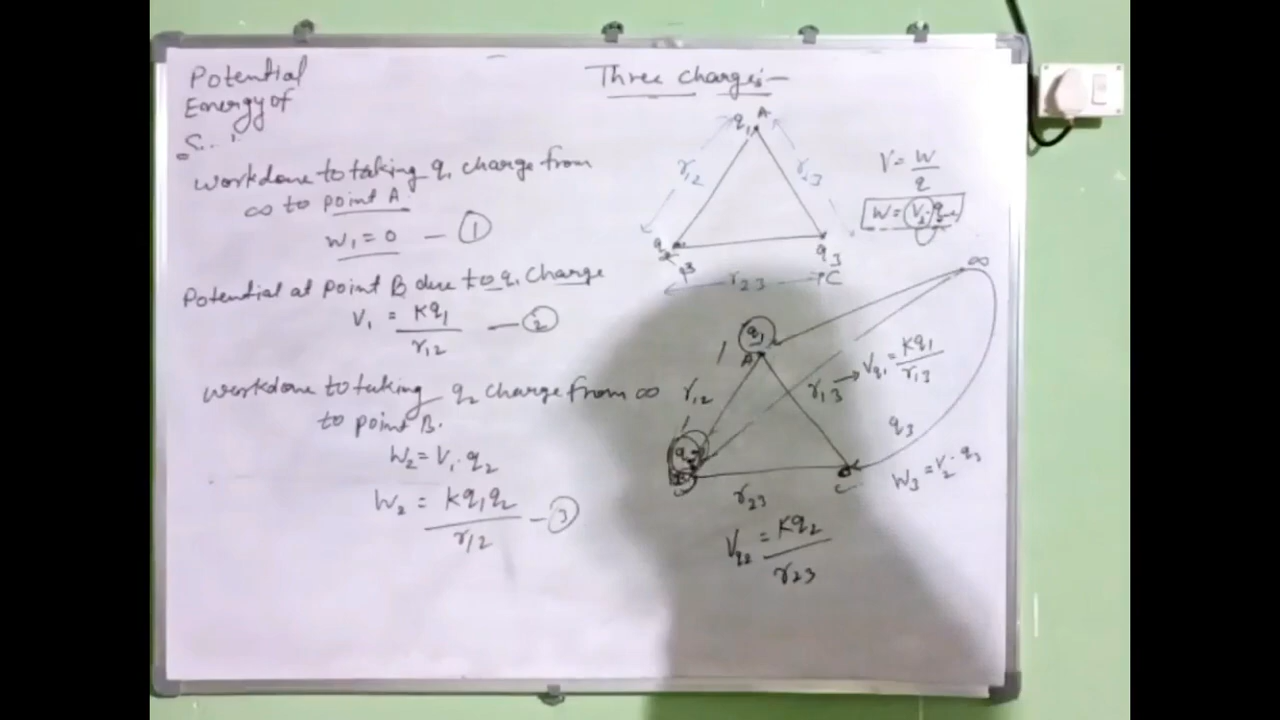 Potential
Energy of
Three charges-
workdone to taking q1 charge from
∞ to point A
W1 = 0 — ①
Potential at point B due to q1 charge
V1 = Kq1/r12 — ②
workdone to taking q2 charge from ∞
to point B.
W2 = V1·q2
W2 = Kq1q2/r12 — ③
q1 A
r12
r13
q3
r23
C
V = W/q
∞
q1
A
r12
r13 → Vq1 = Kq1/r13
q3
B
r23
C
W3 = V2·q3
Vq2 = Kq2/r23